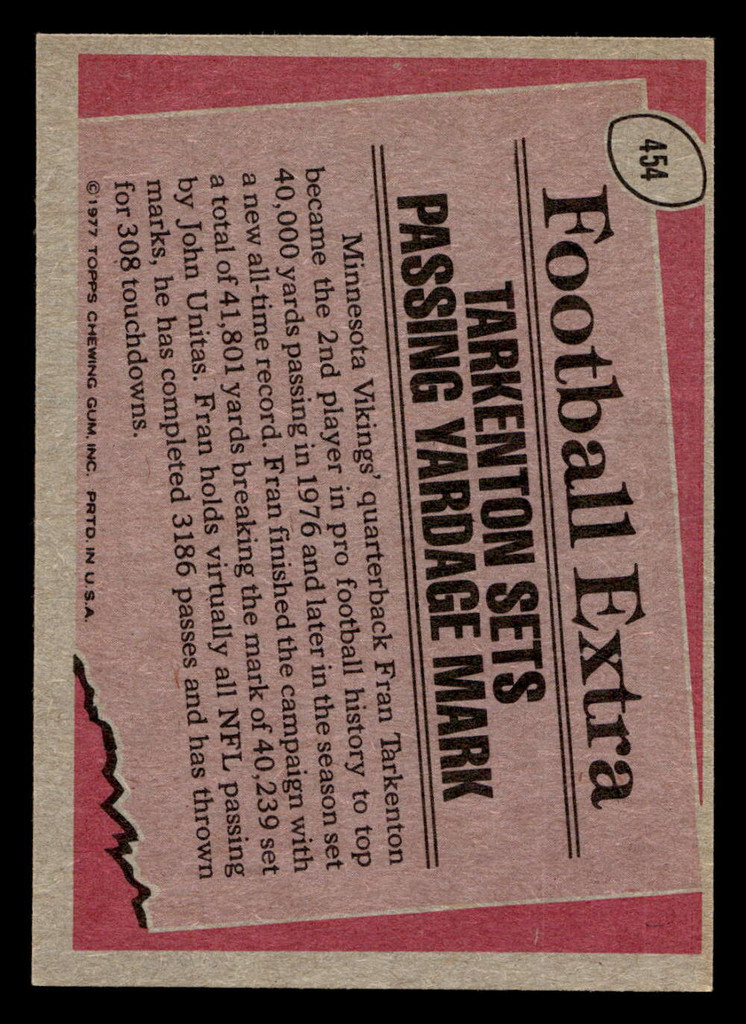 454
Football Extra
TARKENTON SETS
PASSING YARDAGE MARK
Minnesota Vikings' quarterback Fran Tarkenton
became the 2nd player in pro football history to top
40,000 yards passing in 1976 and later in the season set
a new all-time record. Fran finished the campaign with
a total of 41,801 yards breaking the mark of 40,239 set
by John Unitas. Fran holds virtually all NFL passing
marks, he has completed 3186 passes and has thrown
for 308 touchdowns.
©1977 TOPPS CHEWING GUM, INC. PRTD. IN U.S.A.